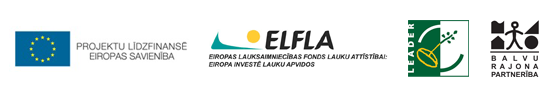 PROJEKTU LĪDZFINANSĒ
EIROPAS SAVIENĪBA
ELFLA
EIROPAS LAUKSAIMNIECĪBAS FONDS LAUKU ATTĪSTĪBAI:
EIROPA INVESTĒ LAUKU APVIDOS
LEADER
BALVU
RAJONA
PARTNERĪBA